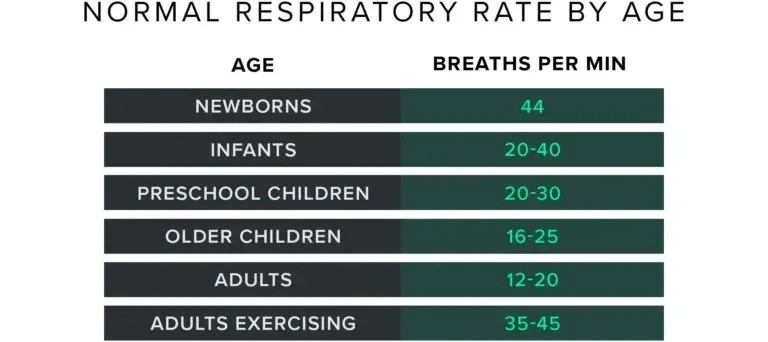 NORMAL RESPIRATORY RATE BY AGE
AGE BREATHS PER MIN
NEWBORNS 44
INFANTS 20-40
PRESCHOOL CHILDREN 20-30
OLDER CHILDREN 16-25
ADULTS 12-20
ADULTS EXERCISING 35-45